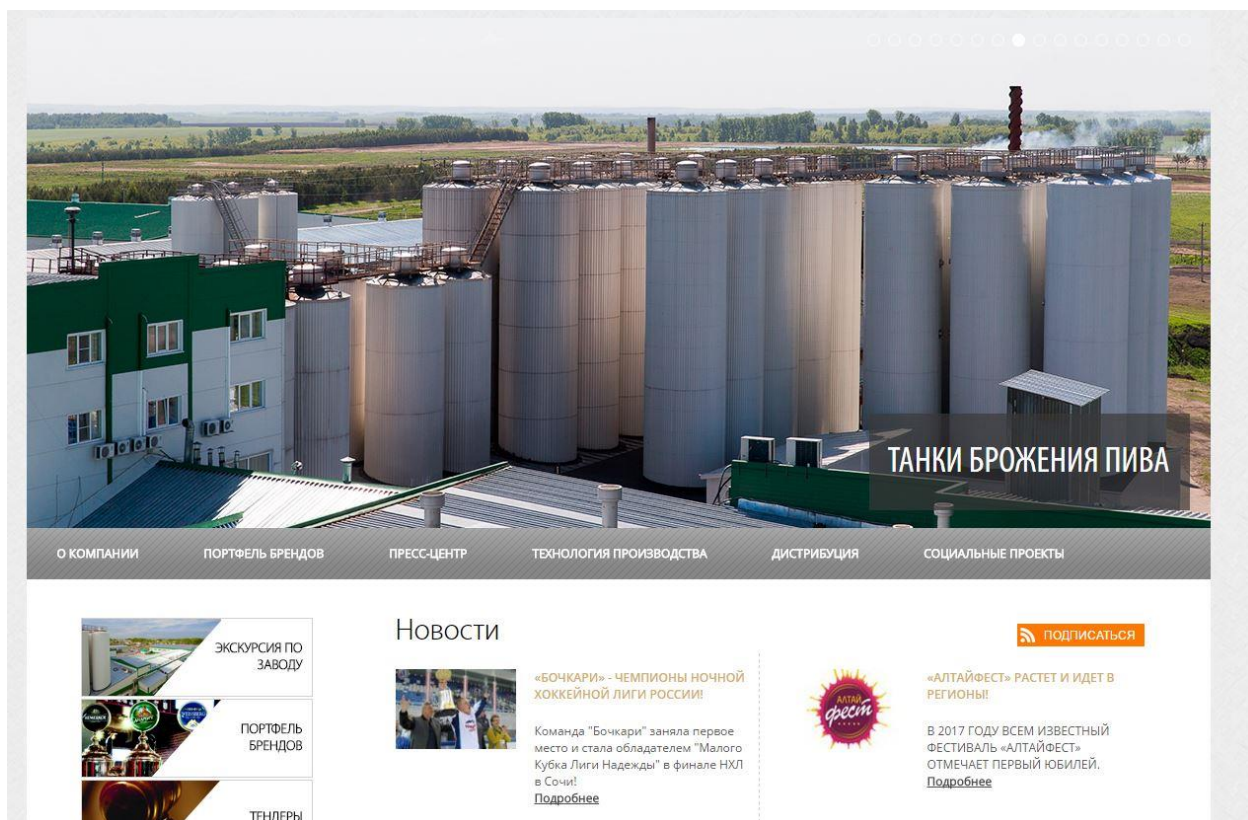 ТАНКИ БРОЖЕНИЯ ПИВА
О КОМПАНИИ
ПОРТФЕЛЬ БРЕНДОВ
ПРЕСС-ЦЕНТР
ТЕХНОЛОГИЯ ПРОИЗВОДСТВА
ДИСТРИБУЦИЯ
СОЦИАЛЬНЫЕ ПРОЕКТЫ
ЭКСКУРСИЯ ПО
ЗАВОДУ
ПОРТФЕЛЬ
БРЕНДОВ
ТЕНДЕРЫ
Новости
ПОДПИСАТЬСЯ
«БОЧКАРИ» - ЧЕМПИОНЫ НОЧНОЙ
ХОККЕЙНОЙ ЛИГИ РОССИИ!
Команда "Бочкари" заняла первое
место и стала обладателем "Малого
Кубка Лиги Надежды" в финале НХЛ
в Сочи!
Подробнее
АЛТАЙ
фест
«АЛТАЙФЕСТ» РАСТЕТ И ИДЕТ В
РЕГИОНЫ!
В 2017 ГОДУ ВСЕМ ИЗВЕСТНЫЙ
ФЕСТИВАЛЬ «АЛТАЙФЕСТ»
ОТМЕЧАЕТ ПЕРВЫЙ ЮБИЛЕЙ.
Подробнее